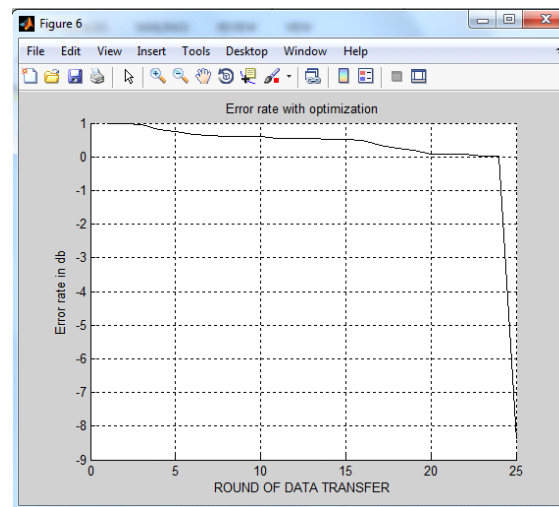 Figure 6
File Edit View Insert Tools Desktop Window Help
Error rate with optimization
1
0
-1
-2
-3
-4
-5
-6
-7
-8
-9
Error rate in db
0 5 10 15 20 25
ROUND OF DATA TRANSFER